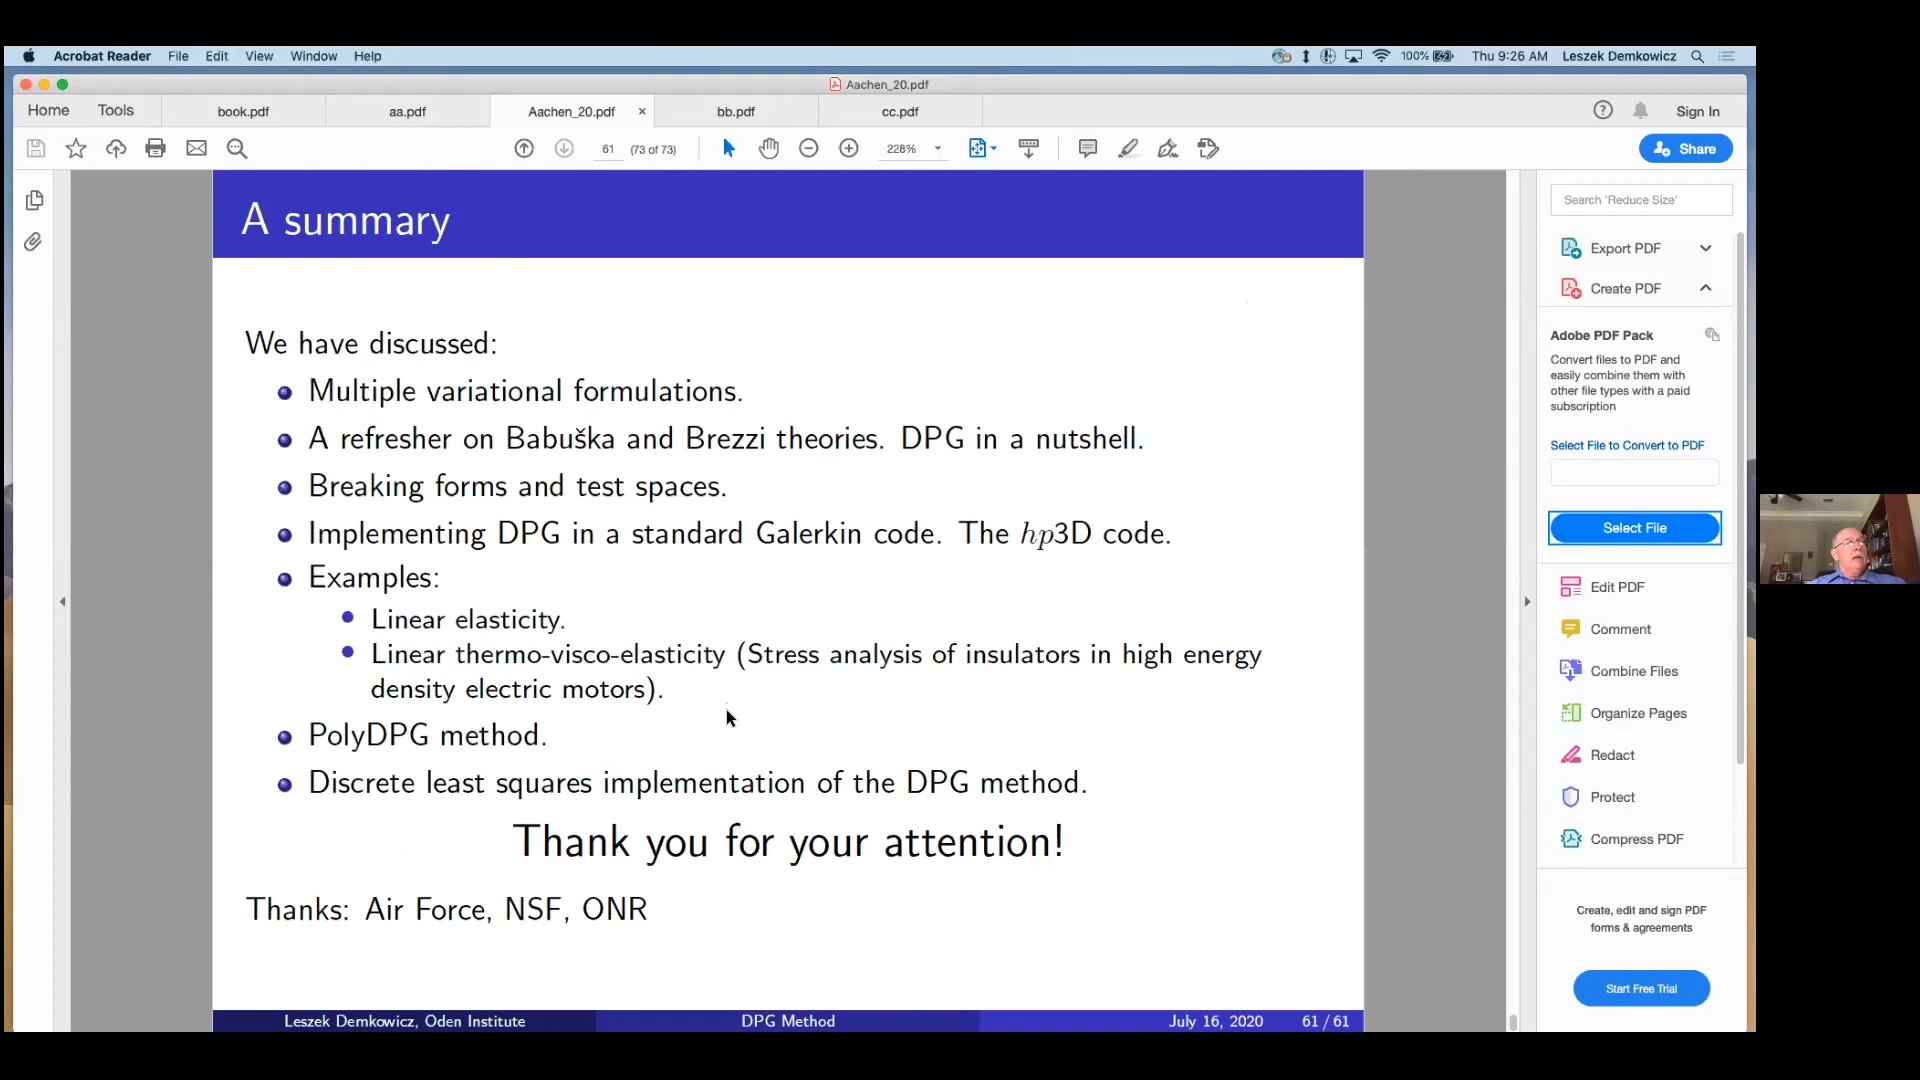 Acrobat Reader File Edit View Window Help 100% Thu 9:26 AM Leszek Demkowicz
Aachen_20.pdf
Home Tools book.pdf aa.pdf Aachen_20.pdf × bb.pdf cc.pdf Sign In
61 (73 of 73) 228% Share
A summary
We have discussed:
Multiple variational formulations.
A refresher on Babuška and Brezzi theories. DPG in a nutshell.
Breaking forms and test spaces.
Implementing DPG in a standard Galerkin code. The hp3D code.
Examples:
Linear elasticity.
Linear thermo-visco-elasticity (Stress analysis of insulators in high energy
density electric motors).
PolyDPG method.
Discrete least squares implementation of the DPG method.
Thank you for your attention!
Thanks: Air Force, NSF, ONR
Leszek Demkowicz, Oden Institute DPG Method July 16, 2020 61 / 61
Search 'Reduce Size'
Export PDF
Create PDF
Adobe PDF Pack
Convert files to PDF and
easily combine them with
other file types with a paid
subscription
Select File to Convert to PDF
Select File
Edit PDF
Comment
Combine Files
Organize Pages
Redact
Protect
Compress PDF
Create, edit and sign PDF
forms & agreements
Start Free Trial